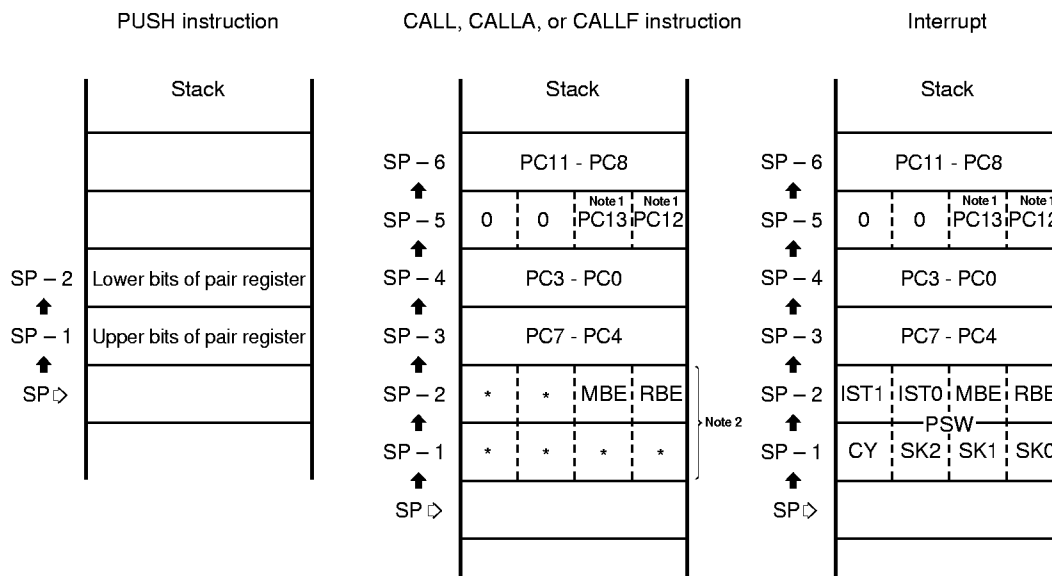 PUSH instruction
Stack
SP – 2 Lower bits of pair register
SP – 1 Upper bits of pair register
SP
CALL, CALLA, or CALLF instruction
Stack
SP – 6 PC11 - PC8
Note 1 Note 1
SP – 5 0 0 PC13 PC12
SP – 4 PC3 - PC0
SP – 3 PC7 - PC4
SP – 2 * * MBE RBE
Note 2
SP – 1 * * * *
SP
Interrupt
Stack
SP – 6 PC11 - PC8
Note 1 Note 1
SP – 5 0 0 PC13 PC12
SP – 4 PC3 - PC0
SP – 3 PC7 - PC4
SP – 2 IST1 IST0 MBE RBE
PSW
SP – 1 CY SK2 SK1 SK0
SP